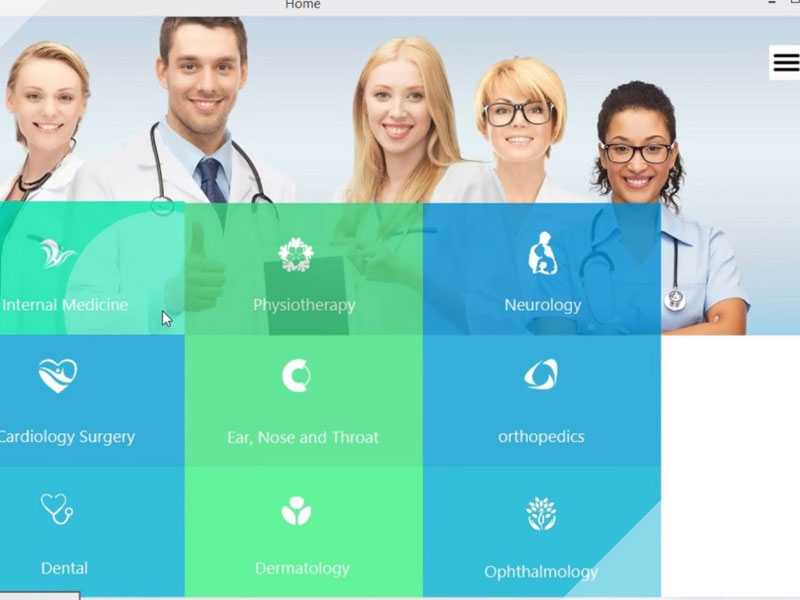 Home
Internal Medicine
Physiotherapy
Neurology
Cardiology Surgery
Ear, Nose and Throat
orthopedics
Dental
Dermatology
Ophthalmology